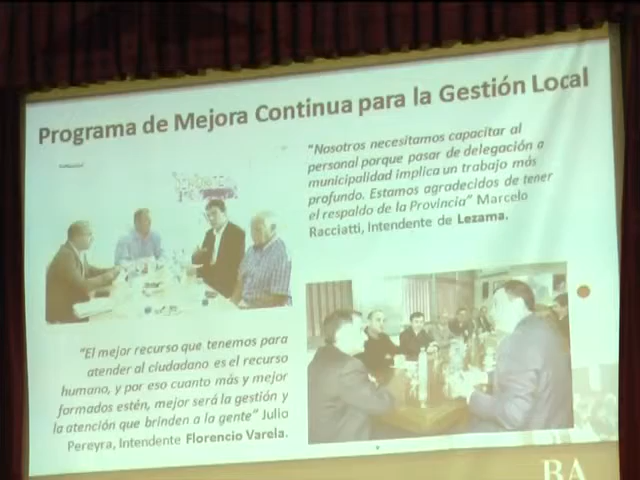 Programa de Mejora Continua para la Gestión Local
"Nosotros necesitamos capacitar al
personal porque pasar de delegación a
municipalidad implica un trabajo más
profundo. Estamos agradecidos de tener
el respaldo de la Provincia" Marcelo
Racciatti, Intendente de Lezama.
"El mejor recurso que tenemos para
atender al ciudadano es el recurso
humano, y por eso cuanto más y mejor
formados estén, mejor será la gestión y
la atención que brinden a la gente" Julio
Pereyra, Intendente Florencio Varela.
BA